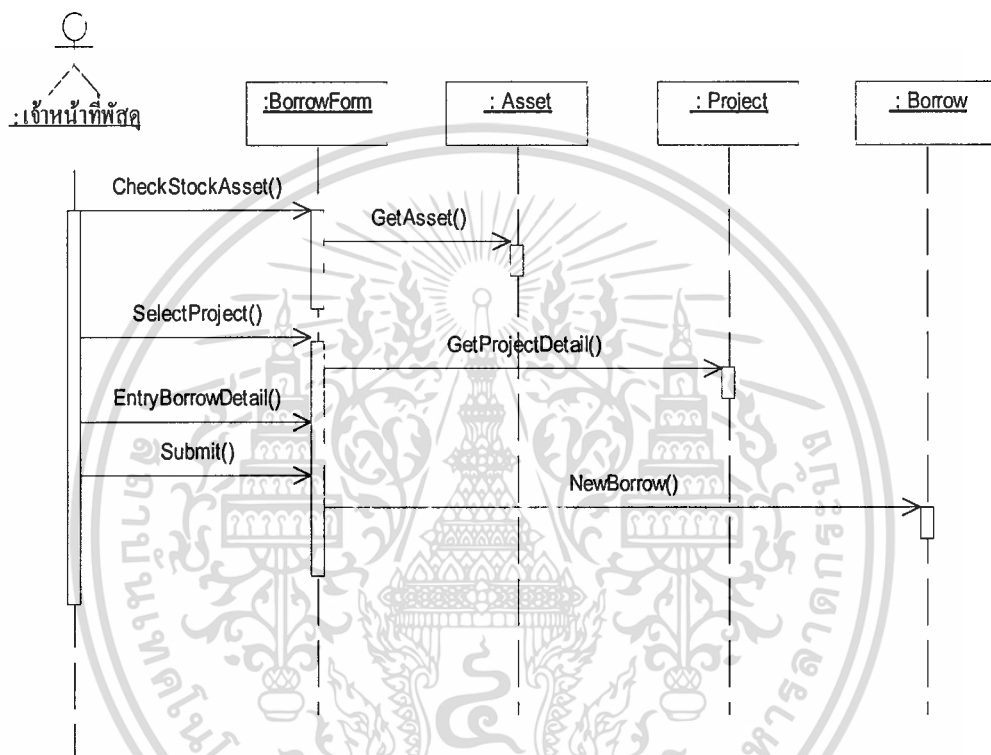 :เจ้าหน้าที่พัสดุ
:BorrowForm
: Asset
: Project
: Borrow
CheckStockAsset()
GetAsset()
SelectProject()
GetProjectDetail()
EntryBorrowDetail()
Submit()
NewBorrow()